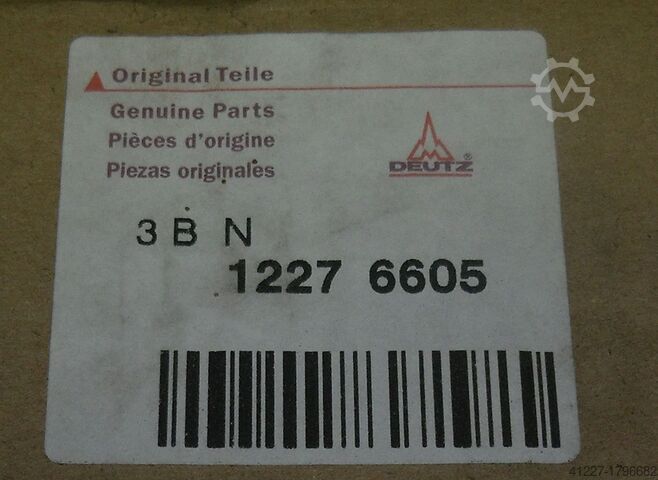 Original Teile
Genuine Parts
Pièces d'origine
Piezas originales
DEUTZ®
3 B N
1227 6605
41227-1796682